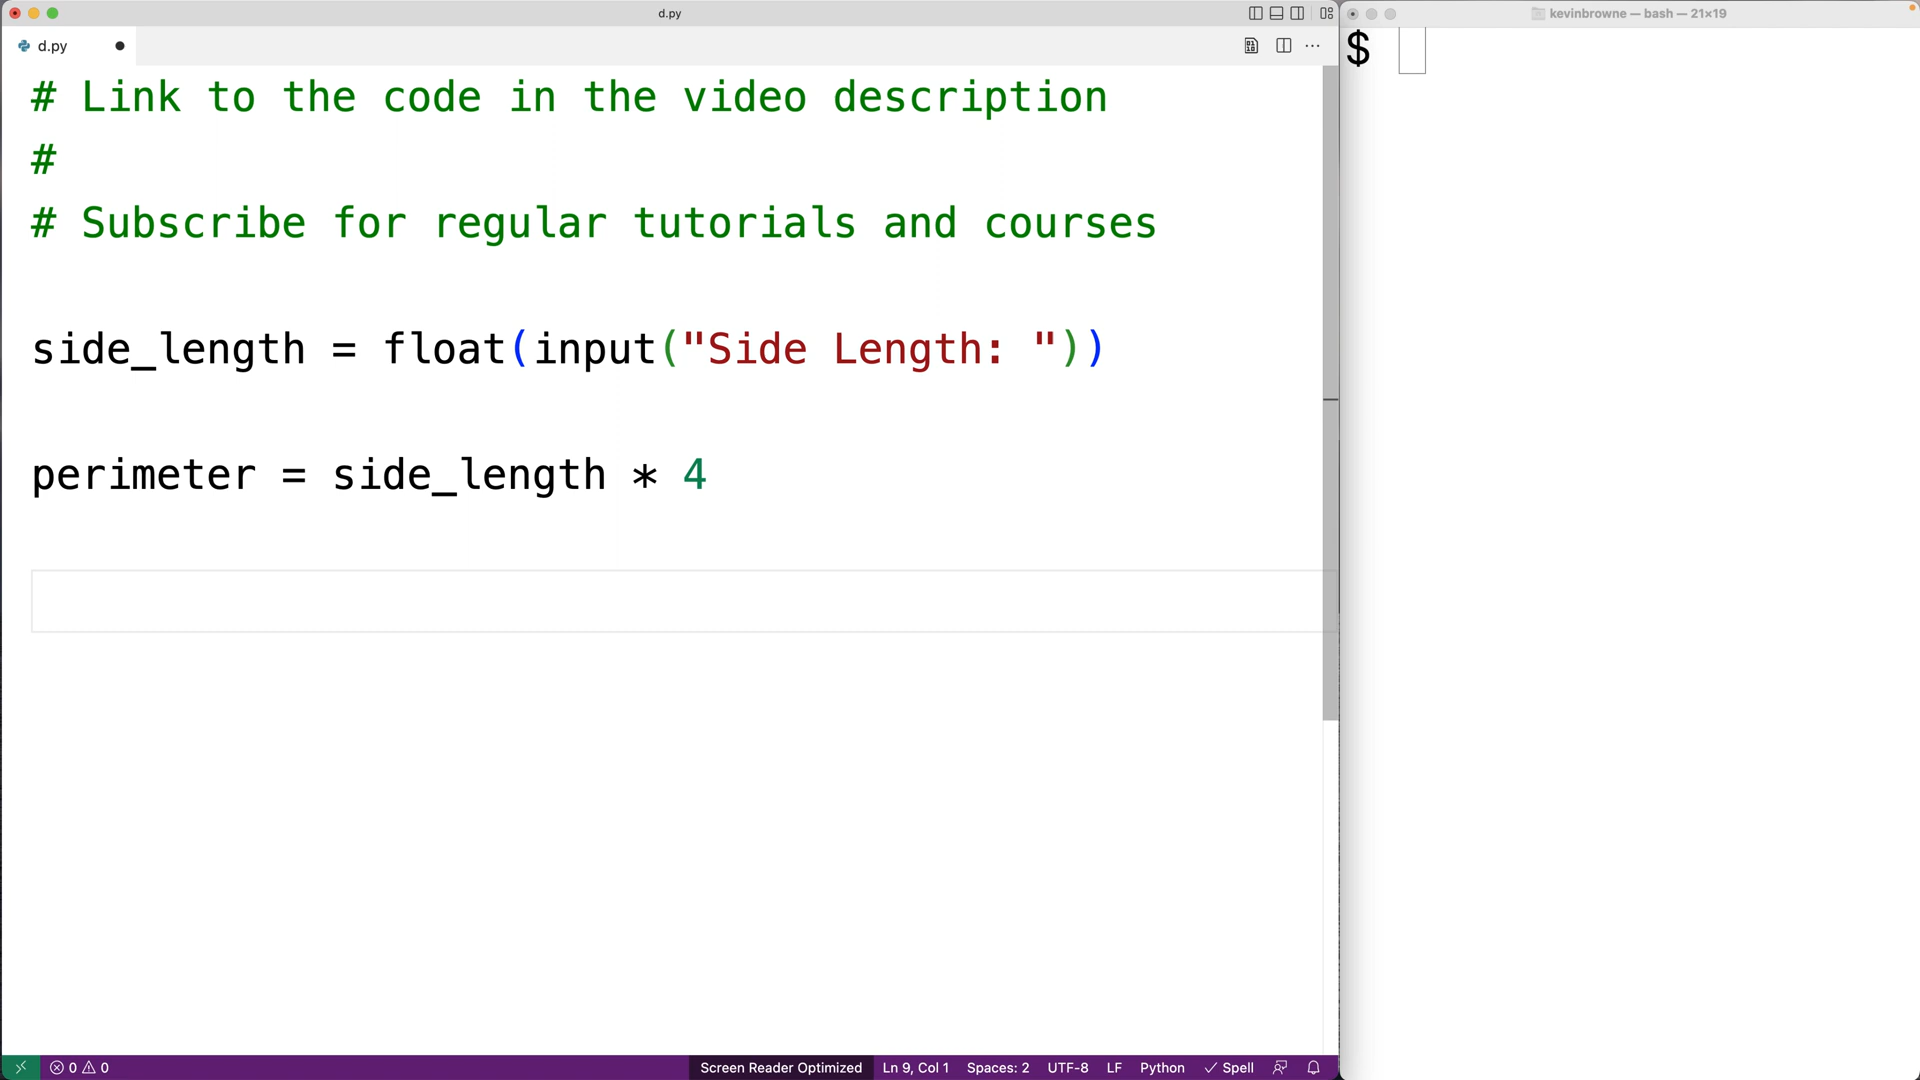 d.py
kevinbrowne — bash — 21×19
d.py
# Link to the code in the video description
#
# Subscribe for regular tutorials and courses
side_length = float(input("Side Length: "))
perimeter = side_length * 4
$
0 0 Screen Reader Optimized Ln 9, Col 1 Spaces: 2 UTF-8 LF Python Spell